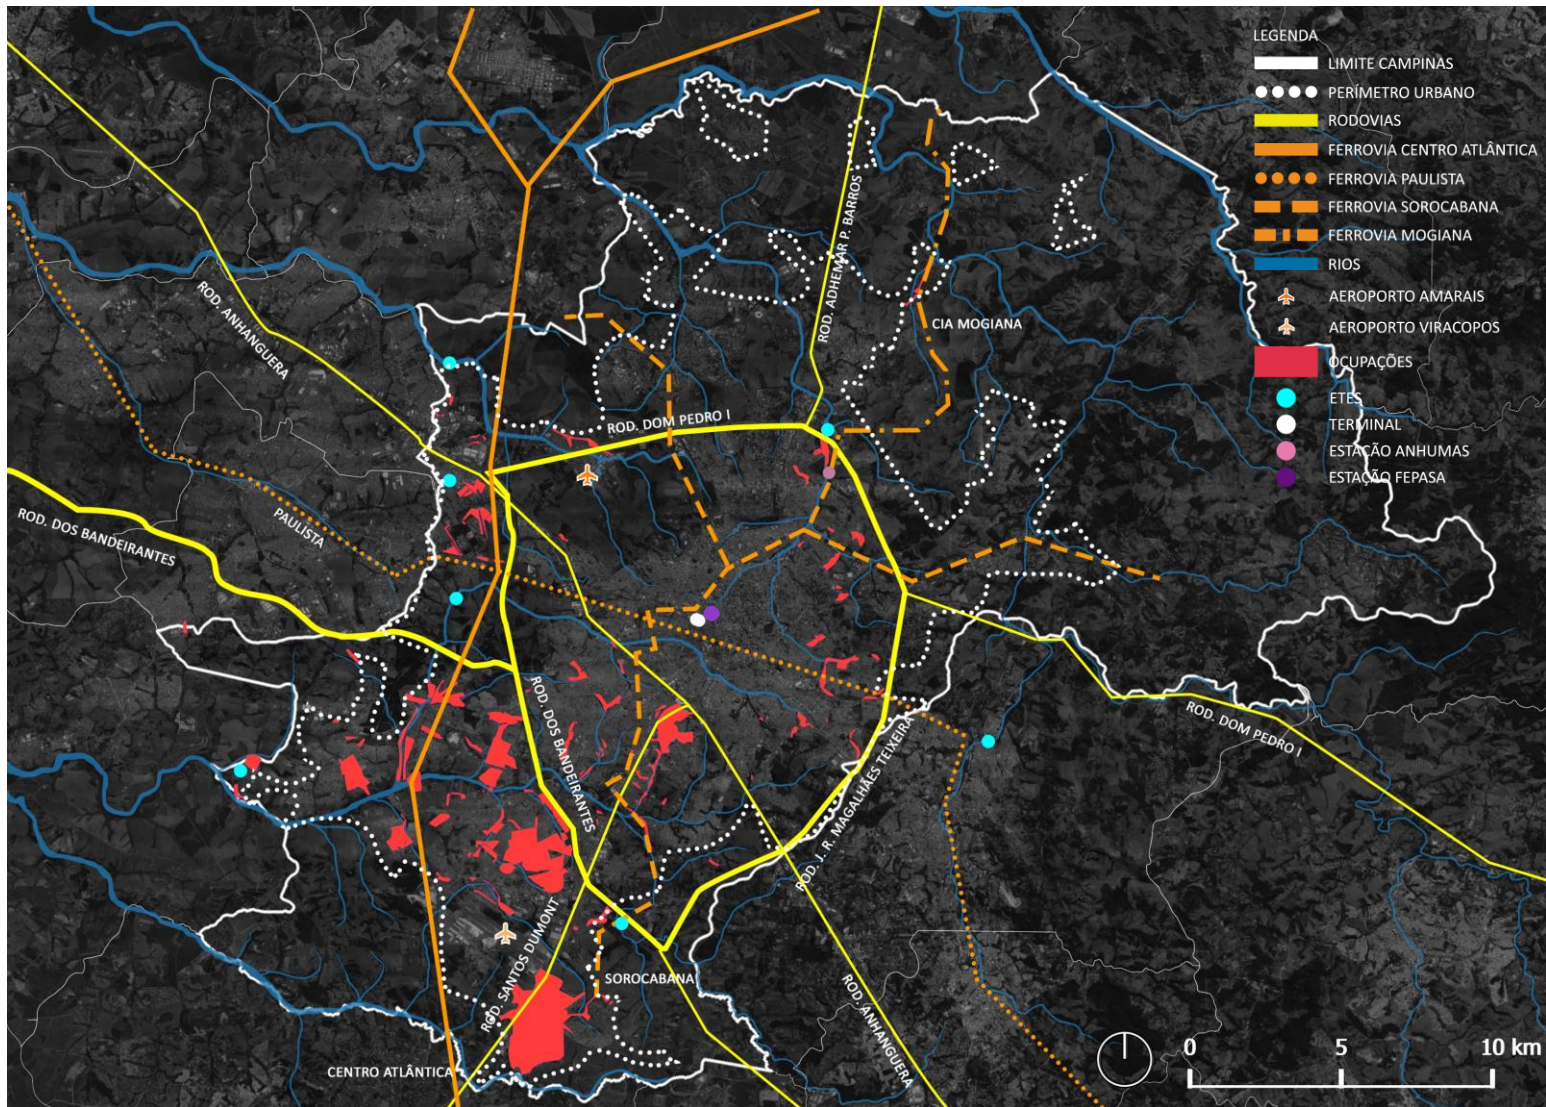 LEGENDA
LIMITE CAMPINAS
PERÍMETRO URBANO
RODOVIAS
FERROVIA CENTRO ATLÂNTICA
FERROVIA PAULISTA
FERROVIA SOROCABANA
FERROVIA MOGIANA
RIOS
AEROPORTO AMARAIS
AEROPORTO VIRACOPOS
OCUPAÇÕES
ETES
TERMINAL
ESTAÇÃO ANHUMAS
ESTAÇÃO FEPASA
ROD. ADHEMAR P. BARROS
ROD. ANHANGUERA
CIA MOGIANA
ROD. DOM PEDRO I
PAULISTA
ROD. DOS BANDEIRANTES
ROD. DOS BANDEIRANTES
ROD. J. R. MAGALHÃES TEIXEIRA
ROD. DOM PEDRO I
ROD. SANTOS DUMONT
SOROCABANA
ROD. ANHANGUERA
CENTRO ATLÂNTICA
0 5 10 km